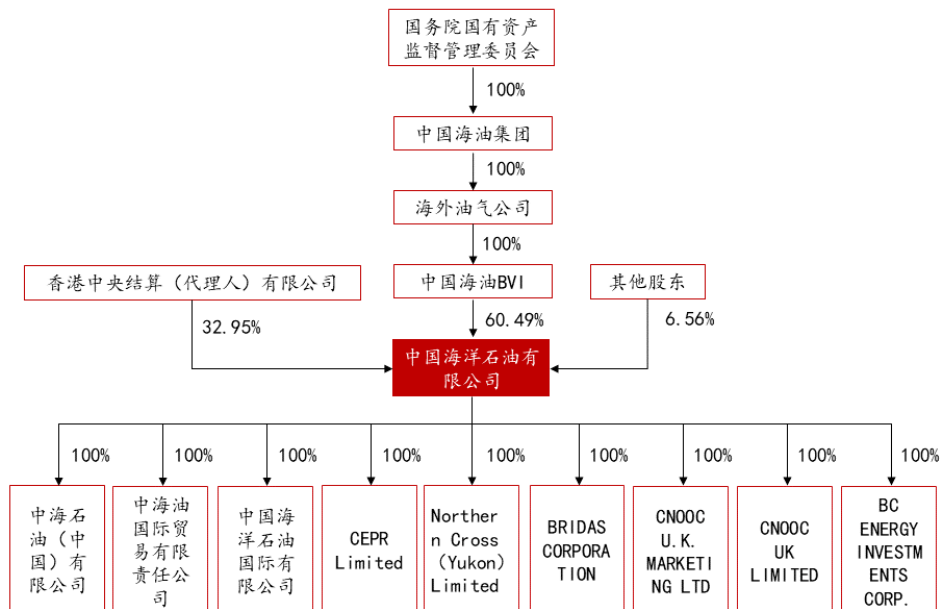 国务院国有资产
监督管理委员会
100%
中国海油集团
100%
海外油气公司
100%
香港中央结算（代理人）有限公司
中国海油BVI
其他股东
32.95%
60.49%
6.56%
中国海洋石油有
限公司
100%
100%
100%
100%
100%
100%
100%
100%
100%
中海石
油（中
国）有
限公司
中海油
国际贸
易有限
责任公
司
中国海
洋石油
国际有
限公司
CEPR
Limited
Norther
n Cross
(Yukon)
Limited
BRIDAS
CORPORA
TION
CNOOC
U.K.
MARKETI
NG LTD
CNOOC
UK
LIMITED
BC
ENERGY
INVESTM
ENTS
CORP.